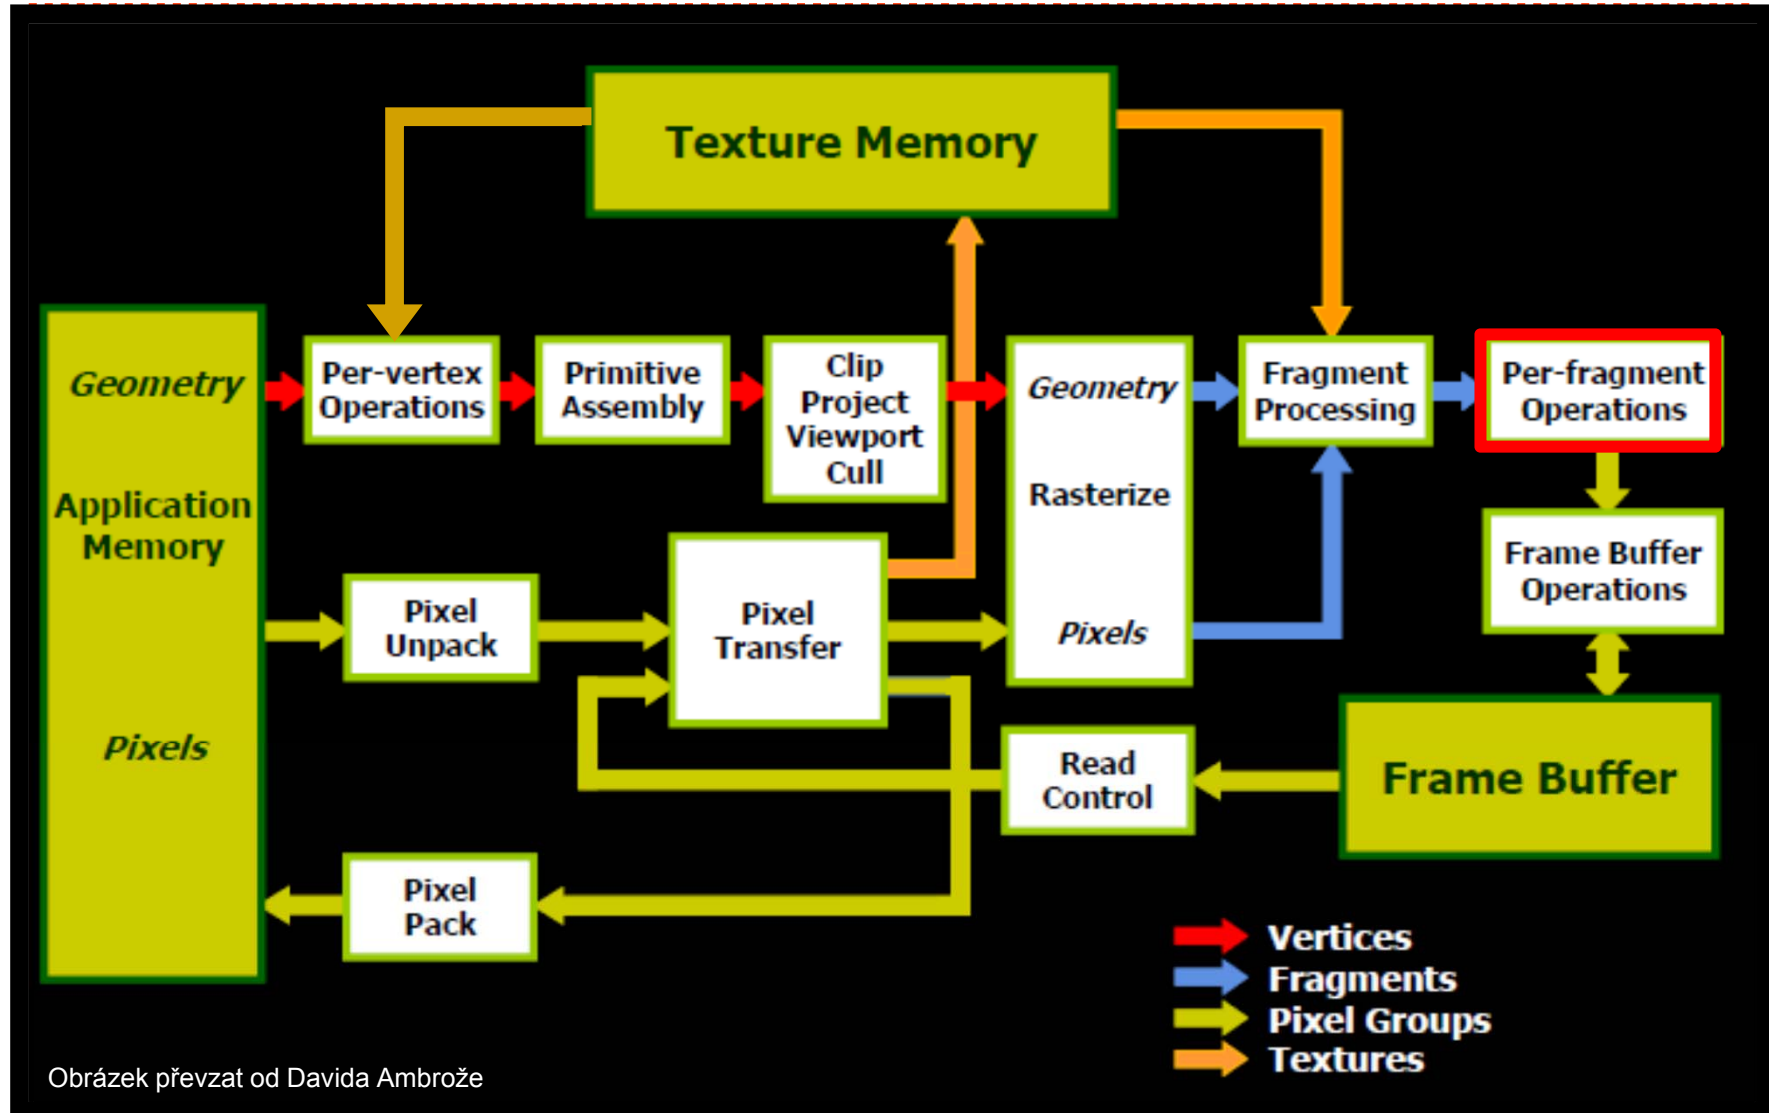 Texture Memory
Geometry
Application
Memory
Pixels
Per-vertex
Operations
Primitive
Assembly
Clip
Project
Viewport
Cull
Geometry
Rasterize
Pixels
Fragment
Processing
Per-fragment
Operations
Frame Buffer
Operations
Pixel
Unpack
Pixel
Transfer
Read
Control
Frame Buffer
Pixel
Pack
Vertices
Fragments
Pixel Groups
Textures
Obrázek převzat od Davida Ambrože